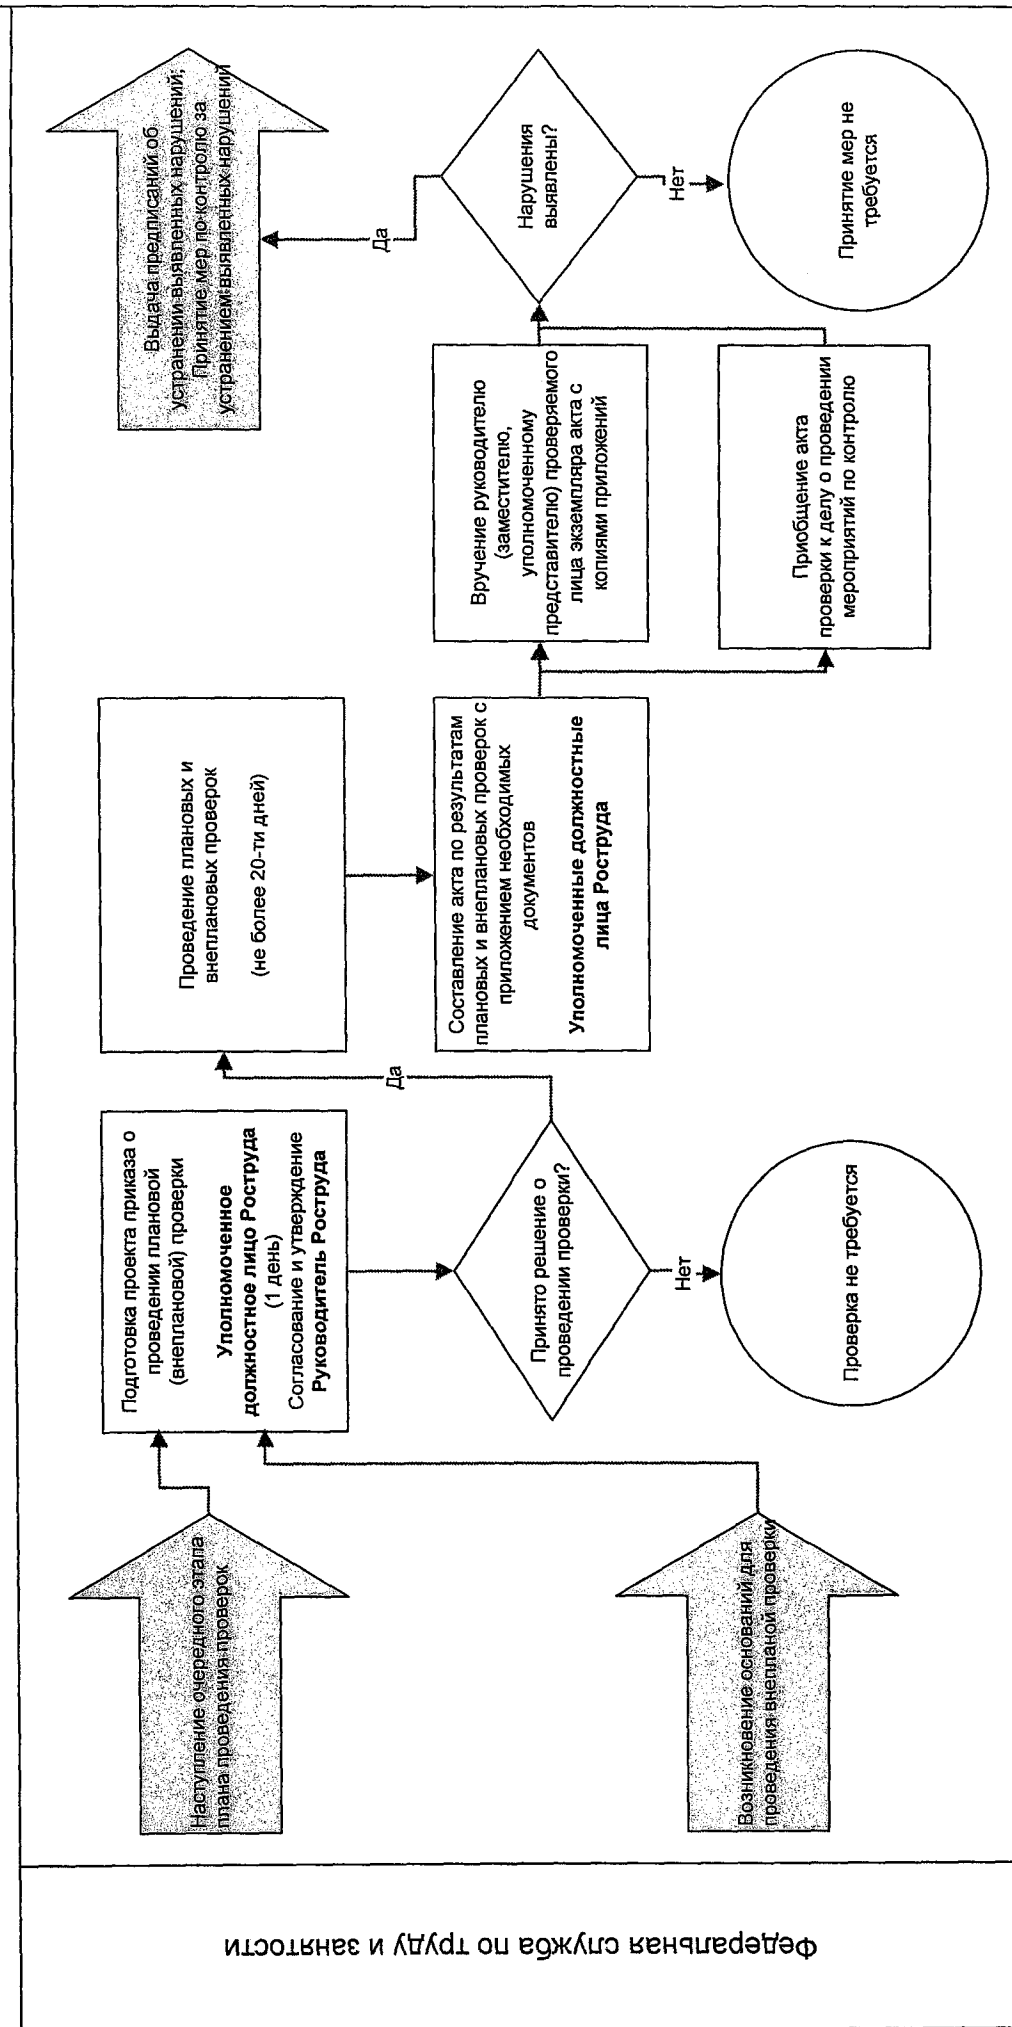 Федеральная служба по труду и занятости
Наступление очередного этапа
плана проведения проверок
Возникновение оснований для
проведения внепланой проверки
Подготовка проекта приказа о
проведении плановой
(внеплановой) проверки
Уполномоченное
должностное лицо Роструда
(1 день)
Согласование и утверждение
Руководитель Роструда
Принято решение о
проведении проверки?
Да
Нет
Проверка не требуется
Проведение плановых и
внеплановых проверок
(не более 20-ти дней)
Составление акта по результатам
плановых и внеплановых проверок с
приложением необходимых
документов
Уполномоченные должностные
лица Роструда
Вручение руководителю
(заместителю,
уполномоченному
представителю) проверяемого
лица экземпляра акта с
копиями приложений
Приобщение акта
проверки к делу о проведении
мероприятий по контролю
Нарушения
выявлены?
Да
Нет
Выдача предписаний об
устранении выявленных нарушений;
Принятие мер по контролю за
устранением выявленных нарушений
Принятие мер не
требуется